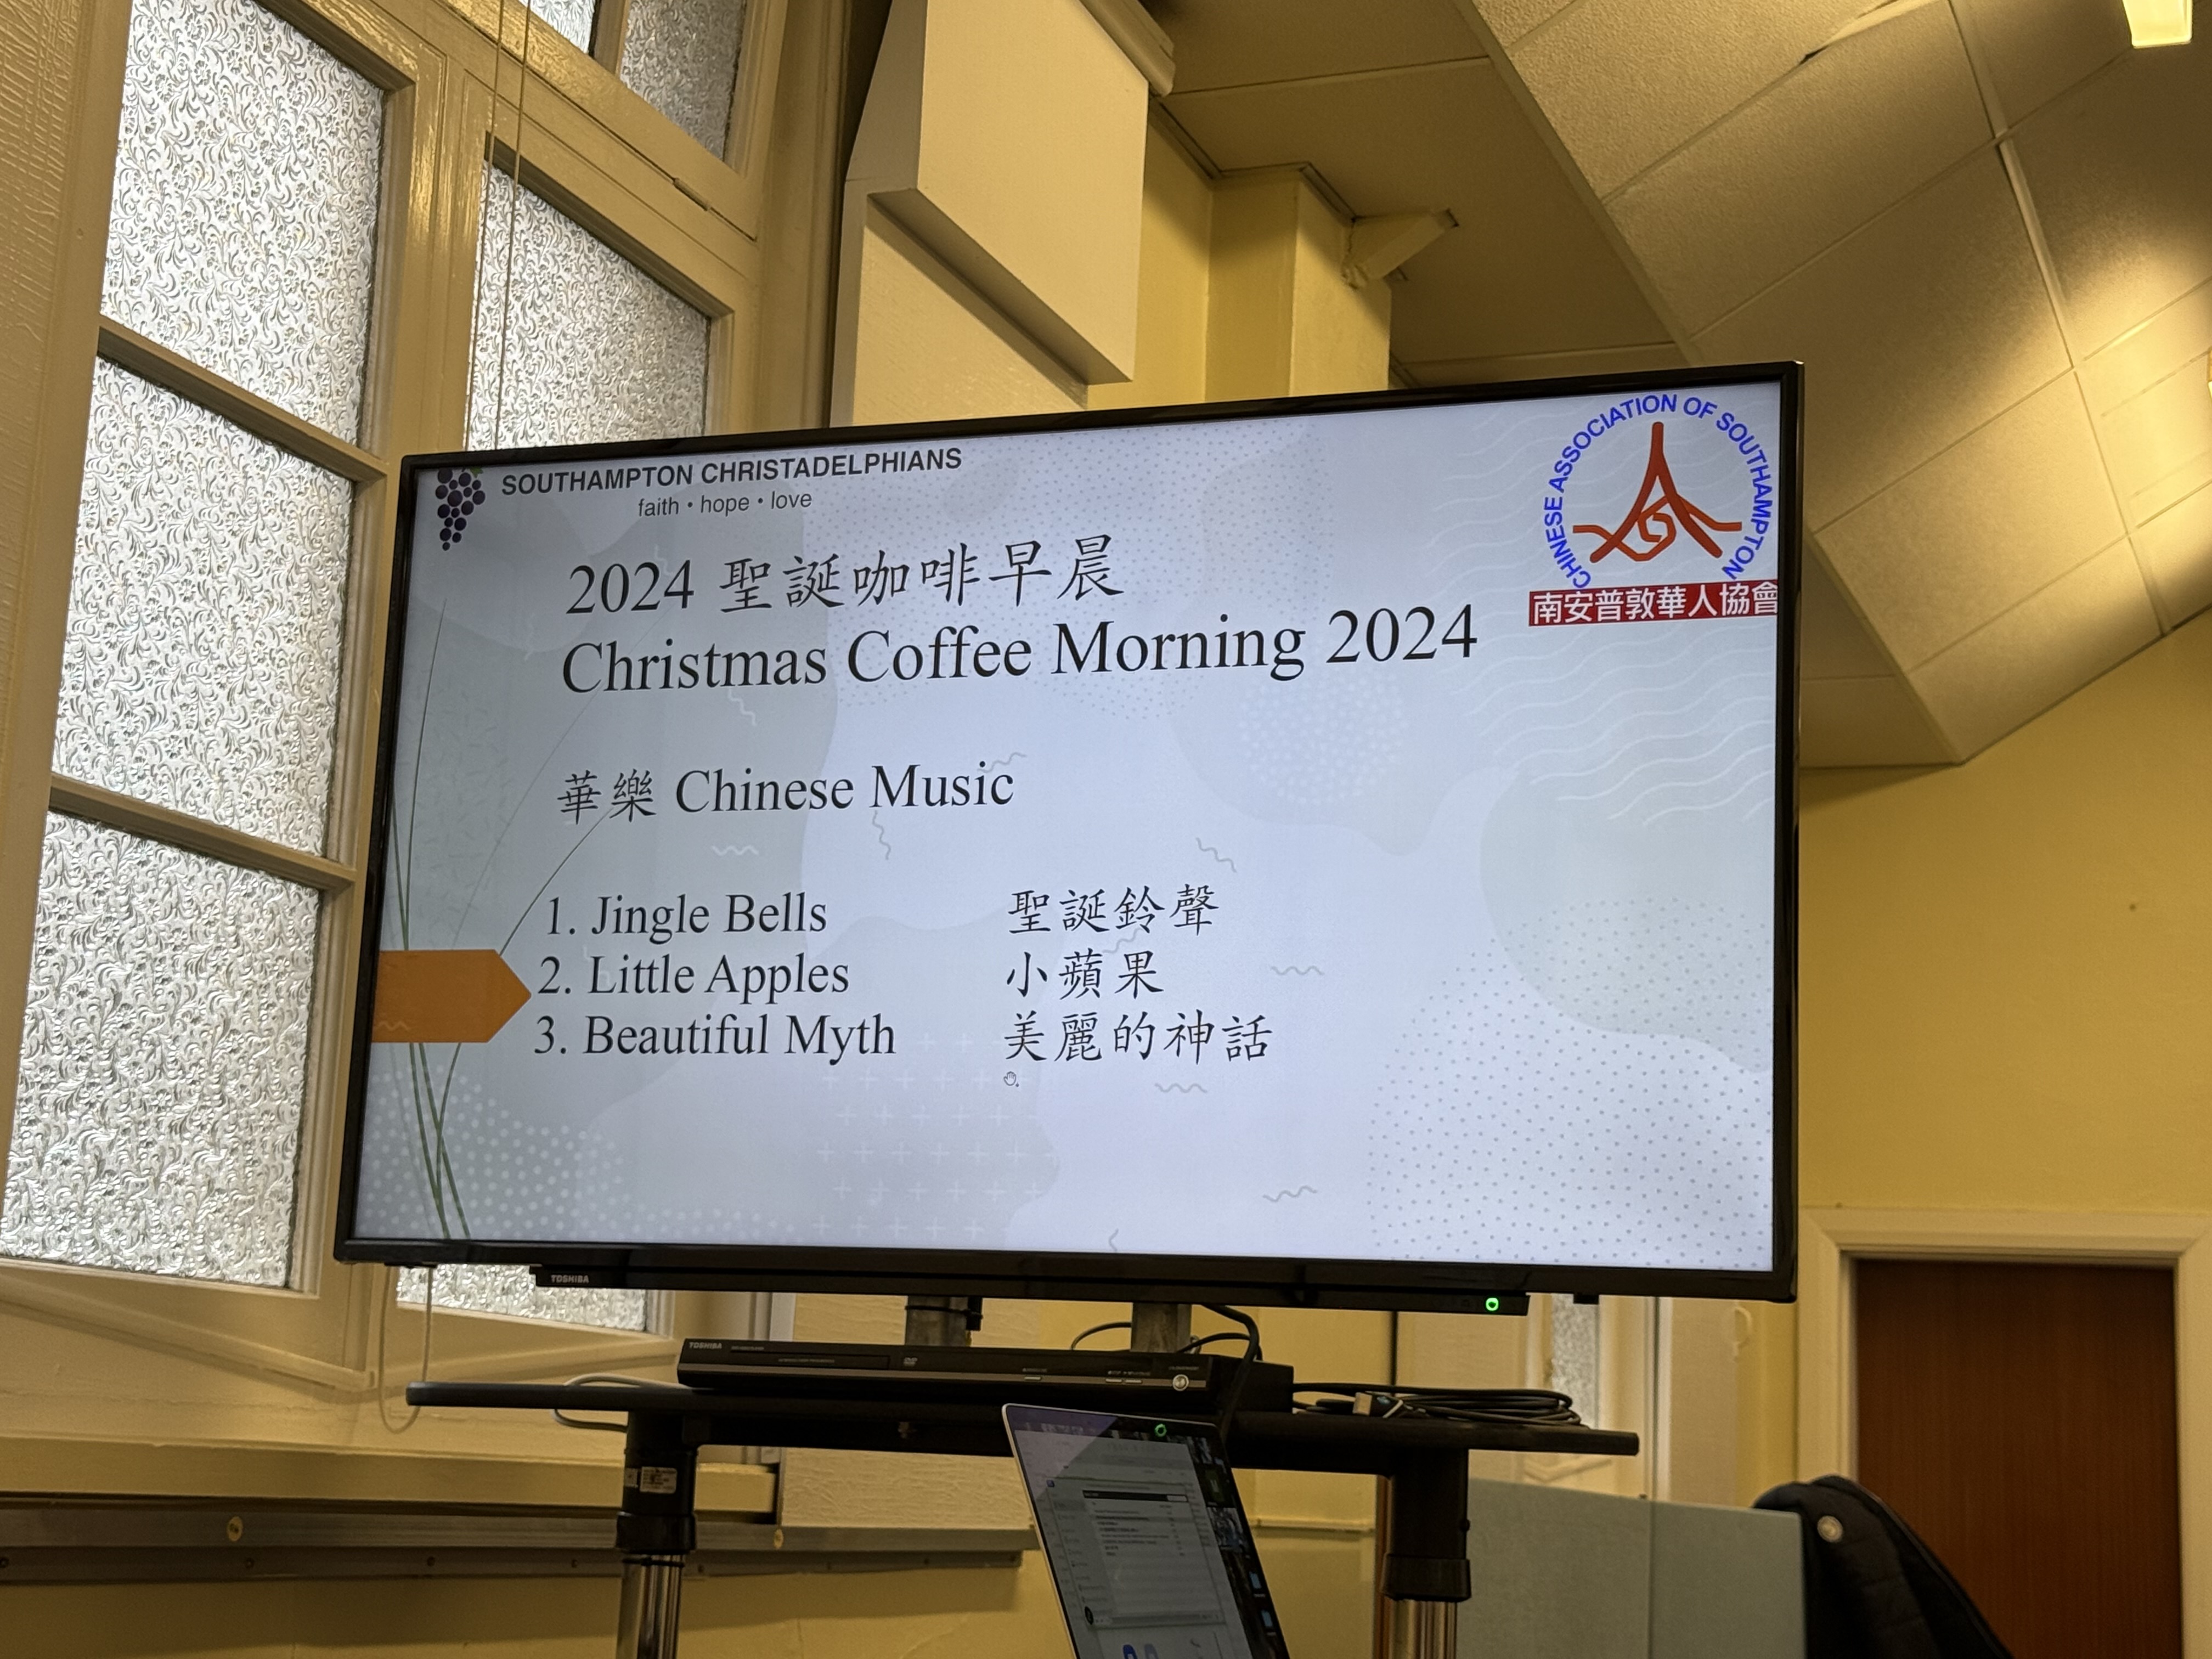 SOUTHAMPTON CHRISTADELPHIANS
faith • hope • love
CHINESE ASSOCIATION OF SOUTHAMPTON
南安普敦華人協會
2024 聖誕咖啡早晨
Christmas Coffee Morning 2024
華樂 Chinese Music
1. Jingle Bells 聖誕鈴聲
2. Little Apples 小蘋果
3. Beautiful Myth 美麗的神話
TOSHIBA
TOSHIBA